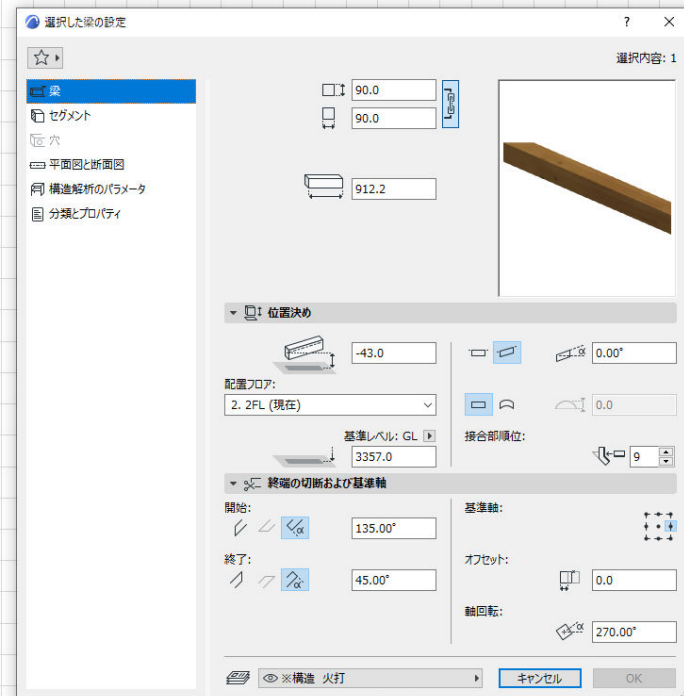 選択した梁の設定
?
選択内容: 1
梁
セグメント
穴
平面図と断面図
構造解析のパラメータ
分類とプロパティ
90.0
90.0
912.2
位置決め
-43.0
α 0.00°
配置フロア:
2. 2FL (現在)
0.0
基準レベル: GL
3357.0
接合部順位:
9
終端の切断および基準軸
開始:
α 135.00°
終了:
α 45.00°
基準軸:
オフセット:
0.0
軸回転:
α 270.00°
※構造 火打
キャンセル
OK